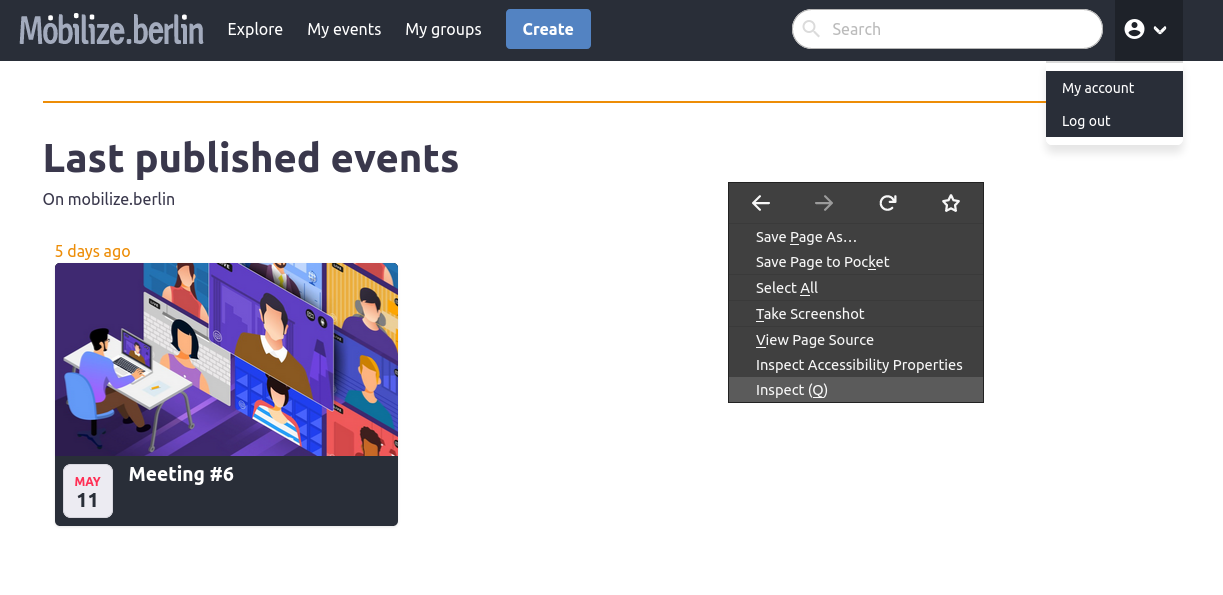 Mobilize.berlin Explore My events My groups Create Search
My account
Log out
Last published events
On mobilize.berlin
Save Page As…
Save Page to Pocket
Select All
Take Screenshot
View Page Source
Inspect Accessibility Properties
Inspect (Q)
5 days ago
MAY
11
Meeting #6